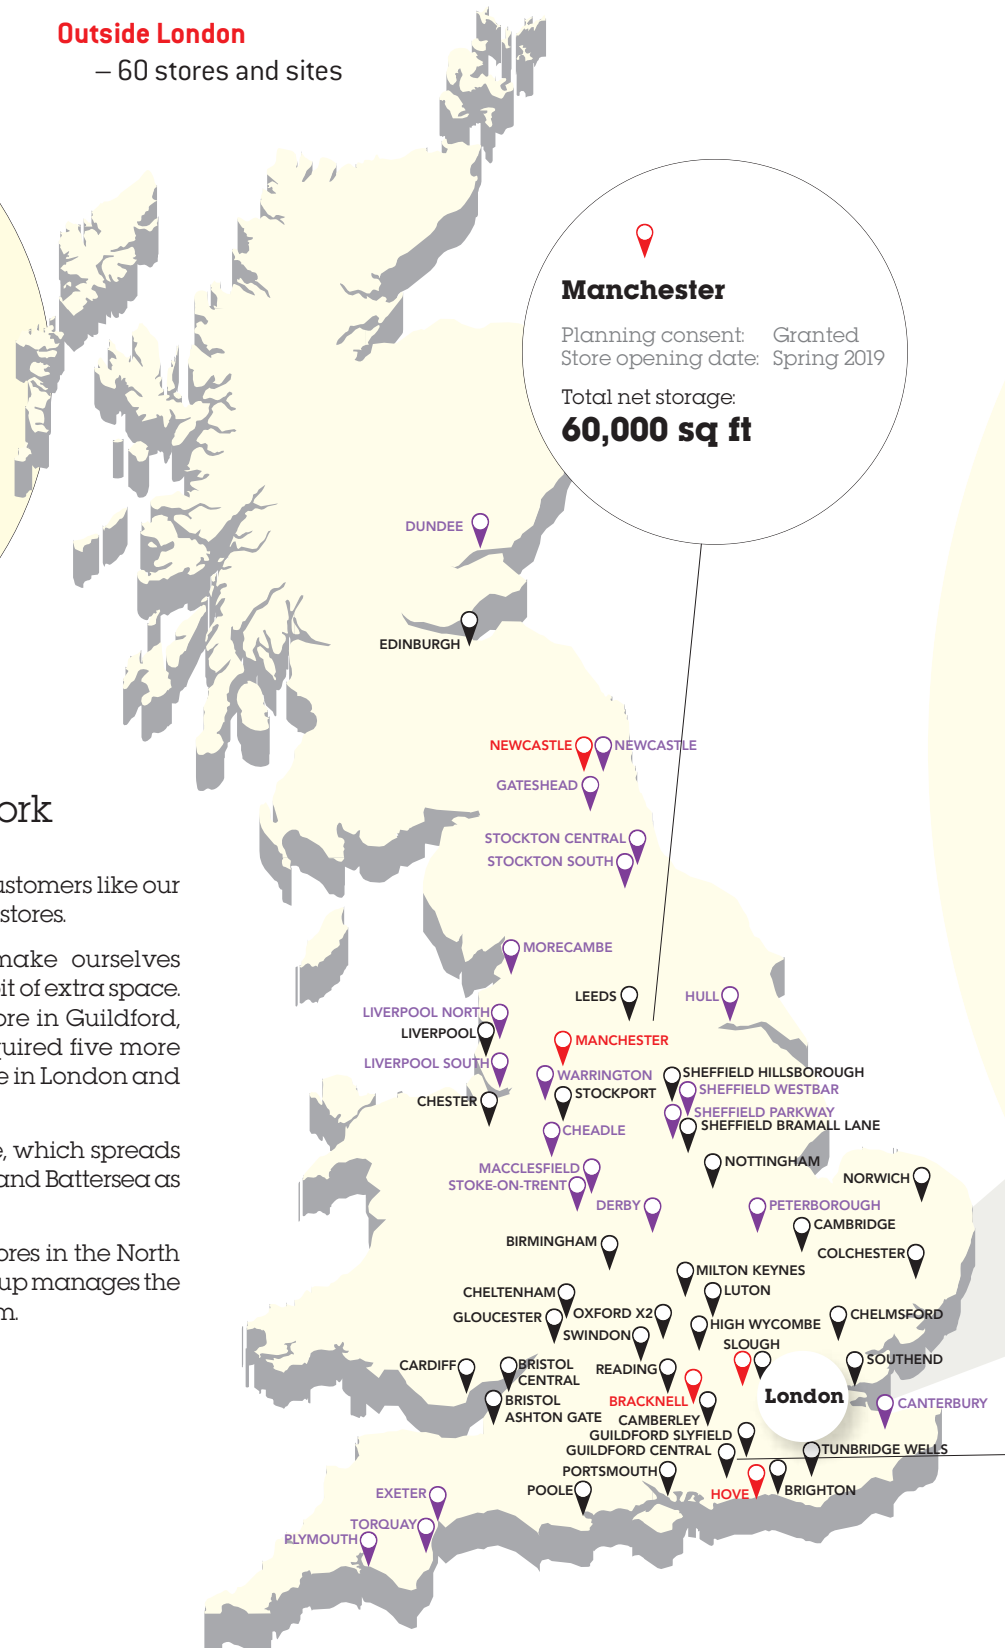 Outside London
– 60 stores and sites
Manchester
Planning consent: Granted
Store opening date: Spring 2019
Total net storage:
60,000 sq ft
DUNDEE
EDINBURGH
NEWCASTLE
NEWCASTLE
GATESHEAD
STOCKTON CENTRAL
STOCKTON SOUTH
MORECAMBE
LEEDS
HULL
LIVERPOOL NORTH
LIVERPOOL
MANCHESTER
LIVERPOOL SOUTH
WARRINGTON
SHEFFIELD HILLSBOROUGH
SHEFFIELD WESTBAR
STOCKPORT
CHESTER
SHEFFIELD PARKWAY
SHEFFIELD BRAMALL LANE
CHEADLE
NOTTINGHAM
MACCLESFIELD
STOKE-ON-TRENT
NORWICH
DERBY
PETERBOROUGH
CAMBRIDGE
BIRMINGHAM
COLCHESTER
MILTON KEYNES
CHELTENHAM
LUTON
GLOUCESTER
OXFORD X2
CHELMSFORD
HIGH WYCOMBE
SWINDON
SLOUGH
CARDIFF
BRISTOL
CENTRAL
READING
SOUTHEND
London
BRISTOL
ASHTON GATE
BRACKNELL
CANTERBURY
CAMBERLEY
GUILDFORD SLYFIELD
GUILDFORD CENTRAL
TUNBRIDGE WELLS
PORTSMOUTH
POOLE
HOVE
BRIGHTON
EXETER
TORQUAY
PLYMOUTH
ork
ustomers like our
stores.
make ourselves
it of extra space.
ore in Guildford,
uired five more
e in London and
e, which spreads
and Battersea as
ores in the North
up manages the
m.